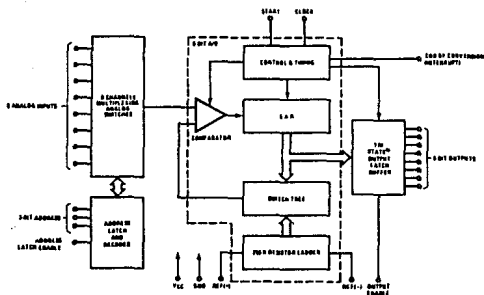 START
CLOCK
8 BIT A/D
CONTROL & TIMING
END OF CONVERSION
(INTERRUPT)
8 CHANNELS
MULTIPLEXING
ANALOG
SWITCHES
8 ANALOG INPUTS
S.A.R.
COMPARATOR
TRI
STATE®
OUTPUT
LATCH
BUFFER
8 BIT OUTPUTS
SWITCH TREE
3-BIT ADDRESS
ADDRESS
LATCH
AND
DECODER
ADDRESS
LATCH ENABLE
256R RESISTOR LADDER
VCC
GND
REF(+)
REF(-)
OUTPUT
ENABLE